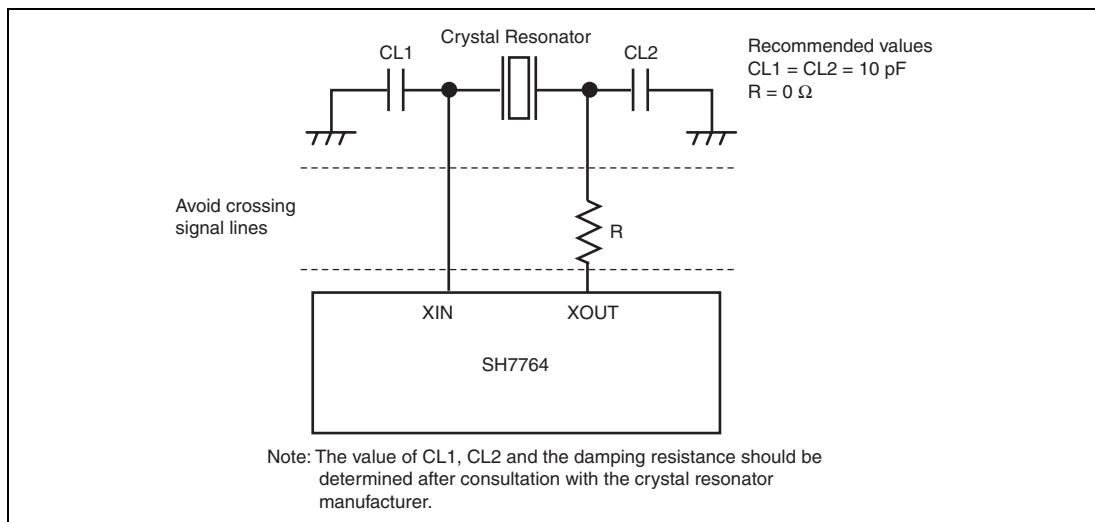 Crystal Resonator
CL1
CL2
Recommended values
CL1 = CL2 = 10 pF
R = 0 Ω
Avoid crossing
signal lines
R
XIN
XOUT
SH7764
Note: The value of CL1, CL2 and the damping resistance should be
determined after consultation with the crystal resonator
manufacturer.